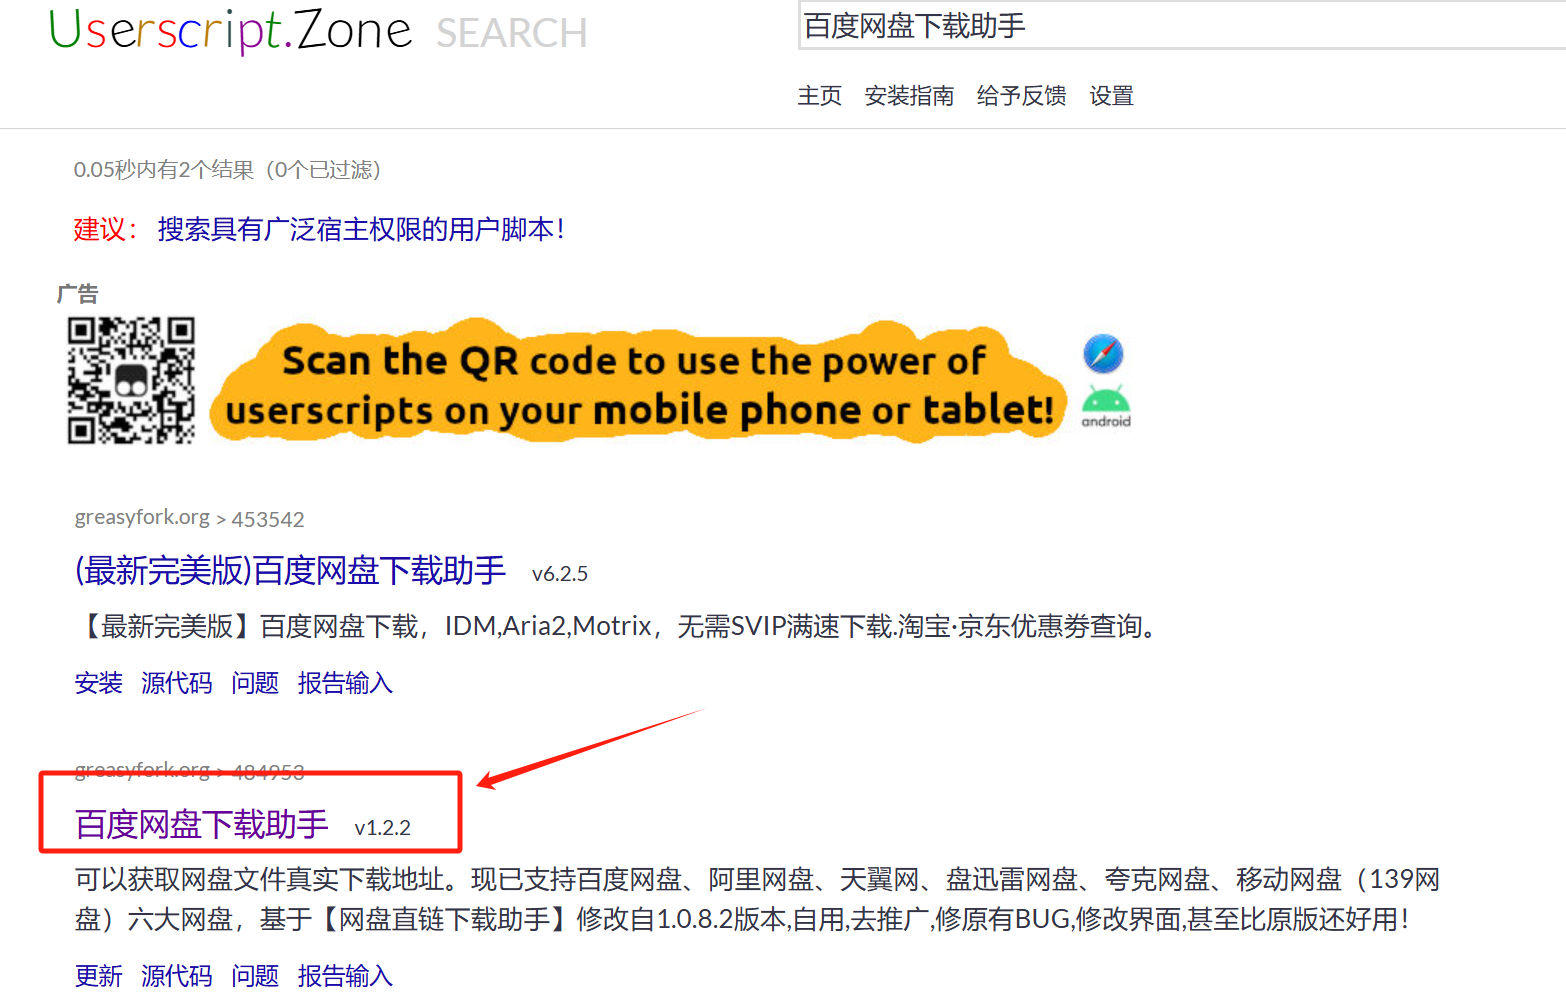 Userscript.Zone SEARCH
百度网盘下载助手
主页 安装指南 给予反馈 设置
0.05秒内有2个结果（0个已过滤）
建议： 搜索具有广泛宿主权限的用户脚本！
广告
Scan the QR code to use the power of
userscripts on your mobile phone or tablet!
android
greasyfork.org > 453542
(最新完美版)百度网盘下载助手 v6.2.5
【最新完美版】百度网盘下载，IDM,Aria2,Motrix，无需SVIP满速下载.淘宝·京东优惠券查询。
安装 源代码 问题 报告输入
greasyfork.org > 484953
百度网盘下载助手 v1.2.2
可以获取网盘文件真实下载地址。现已支持百度网盘、阿里网盘、天翼网、盘迅雷网盘、夸克网盘、移动网盘（139网
盘）六大网盘，基于【网盘直链下载助手】修改自1.0.8.2版本,自用,去推广,修原有BUG,修改界面,甚至比原版还好用！
更新 源代码 问题 报告输入